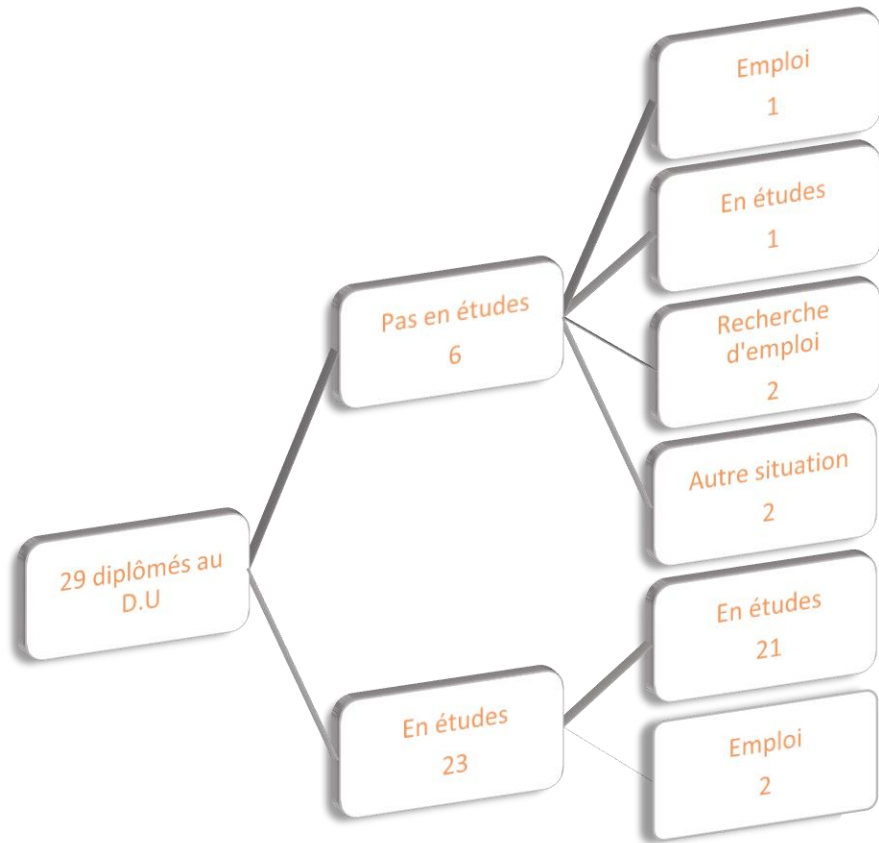 29 diplômés au
D.U
Pas en études
6
En études
23
Emploi
1
En études
1
Recherche
d'emploi
2
Autre situation
2
En études
21
Emploi
2